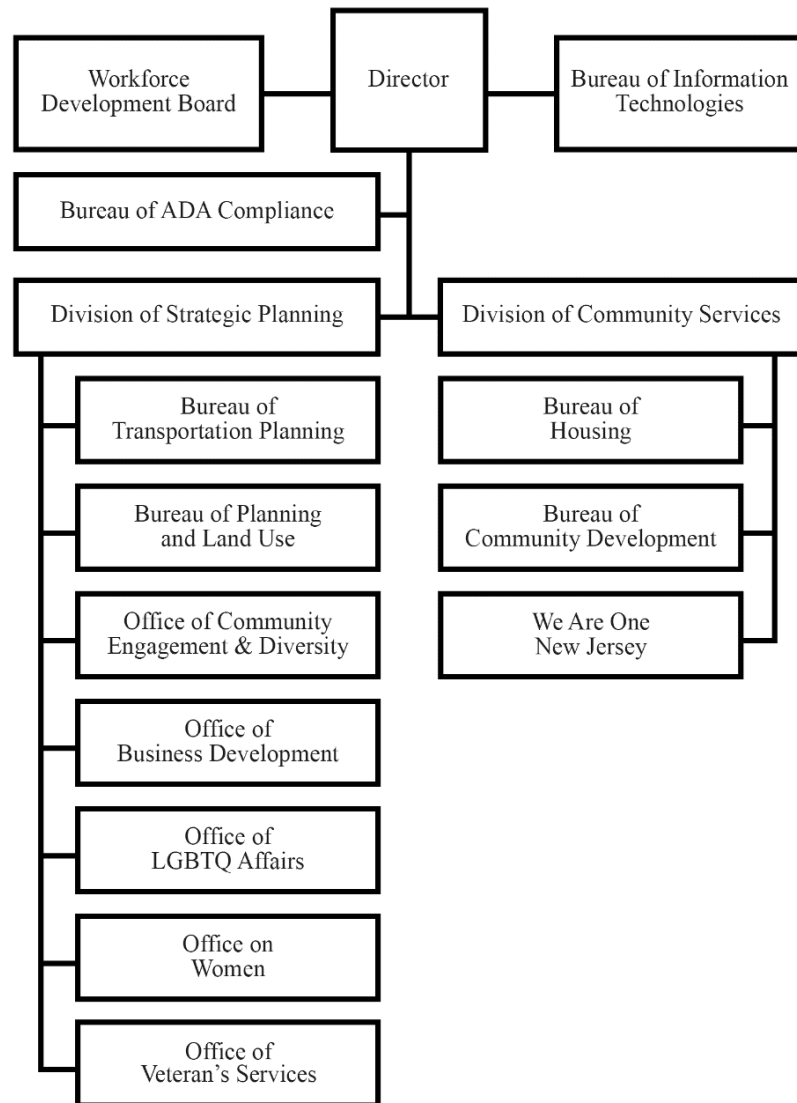 Workforce
Development Board
Director
Bureau of Information
Technologies
Bureau of ADA Compliance
Division of Strategic Planning
Division of Community Services
Bureau of
Transportation Planning
Bureau of Planning
and Land Use
Office of Community
Engagement & Diversity
Office of
Business Development
Office of
LGBTQ Affairs
Office on
Women
Office of
Veteran’s Services
Bureau of
Housing
Bureau of
Community Development
We Are One
New Jersey